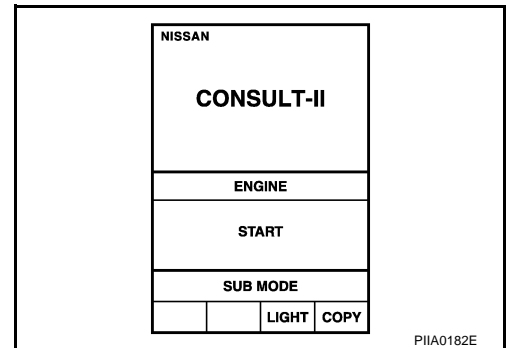 NISSAN
CONSULT-II
ENGINE
START
SUB MODE
LIGHT COPY
PIIA0182E